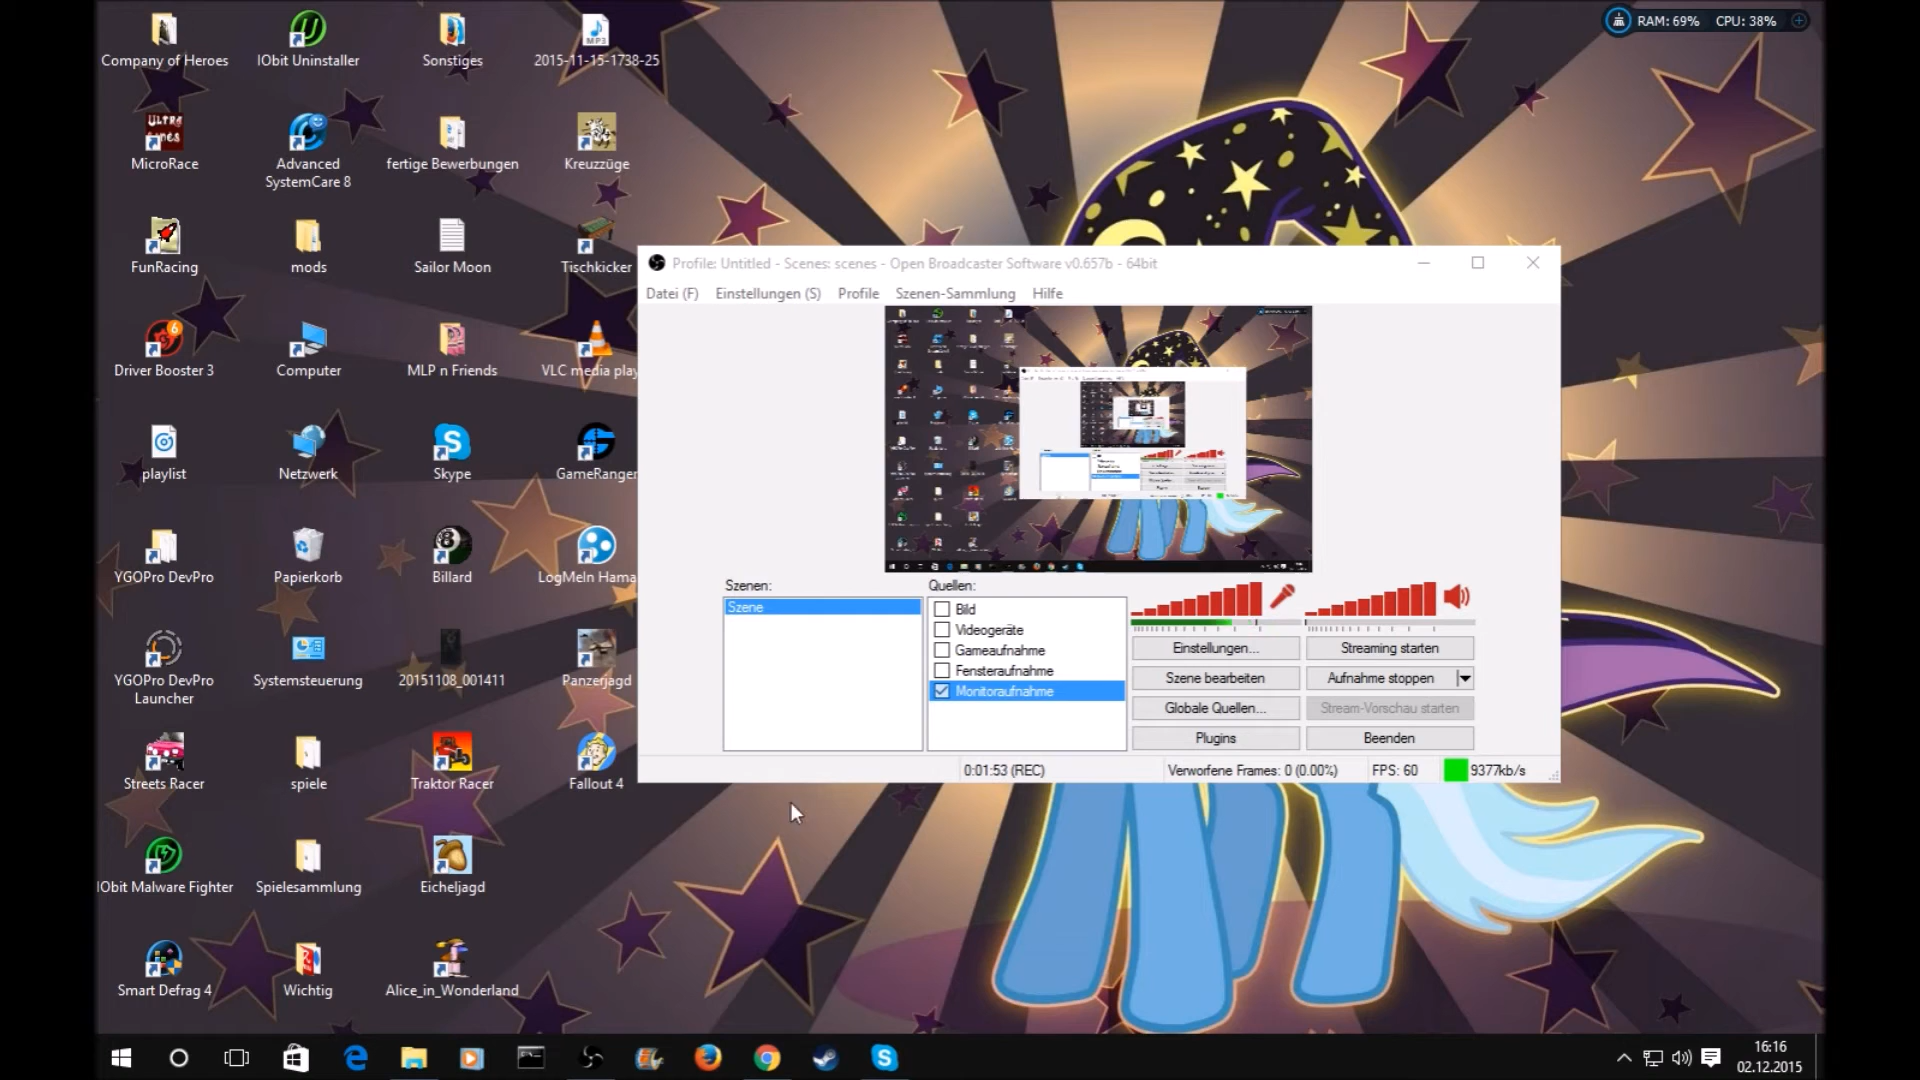 RAM: 69% CPU: 38%
Company of Heroes
IObit Uninstaller
Sonstiges
MP3
2015-11-15-1738-25
ULTRA
MicroRace
Advanced
SystemCare 8
fertige Bewerbungen
Kreuzzüge
FunRacing
mods
Sailor Moon
Tischkicker
6
Driver Booster 3
Computer
MLP n Friends
VLC media play
playlist
Netzwerk
Skype
GameRanger
YGOPro DevPro
Papierkorb
8
Billard
LogMeIn Hama
YGOPro DevPro
Launcher
Systemsteuerung
20151108_001411
Panzerjagd
Streets Racer
spiele
Traktor Racer
Fallout 4
IObit Malware Fighter
Spielesammlung
Eicheljagd
Smart Defrag 4
Wichtig
Alice_in_Wonderland
Profile: Untitled - Scenes: scenes - Open Broadcaster Software v0.657b - 64bit
Datei (F) Einstellungen (S) Profile Szenen-Sammlung Hilfe
Szenen:
Szene
Quellen:
Bild
Videogeräte
Gameaufnahme
Fensteraufnahme
Monitoraufnahme
Einstellungen...
Streaming starten
Szene bearbeiten
Aufnahme stoppen
Globale Quellen...
Stream-Vorschau starten
Plugins
Beenden
0:01:53 (REC)
Verworfene Frames: 0 (0.00%)
FPS: 60
9377kb/s
16:16
02.12.2015